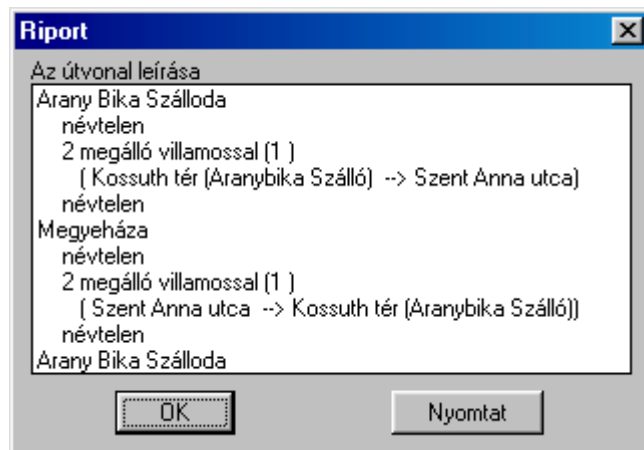 Riport
Az útvonal leírása
Arany Bika Szálloda
névtelen
2 megálló villamossal (1 )
( Kossuth tér (Aranybika Szálló) --> Szent Anna utca)
névtelen
Megyeháza
névtelen
2 megálló villamossal (1 )
( Szent Anna utca --> Kossuth tér (Aranybika Szálló))
névtelen
Arany Bika Szálloda
OK Nyomtat